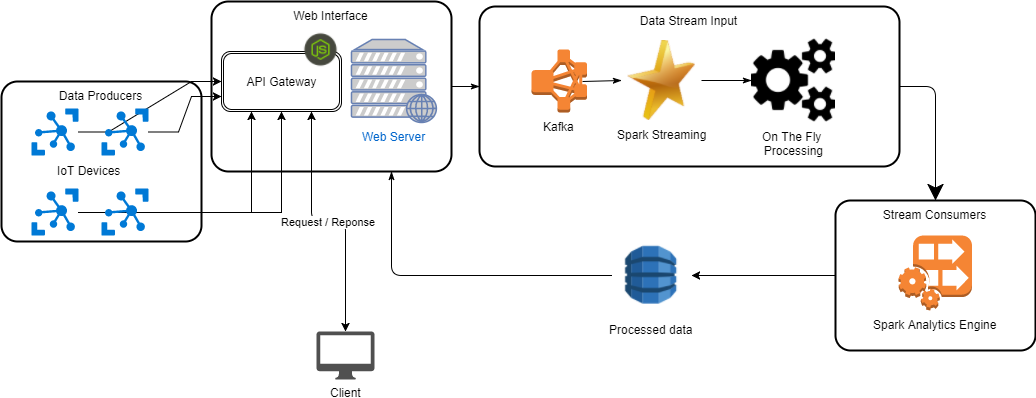 Web Interface
Data Stream Input
JS
API Gateway
Data Producers
Web Server
Kafka
Spark Streaming
On The Fly
Processing
IoT Devices
Request / Reponse
Stream Consumers
Spark Analytics Engine
Processed data
Client